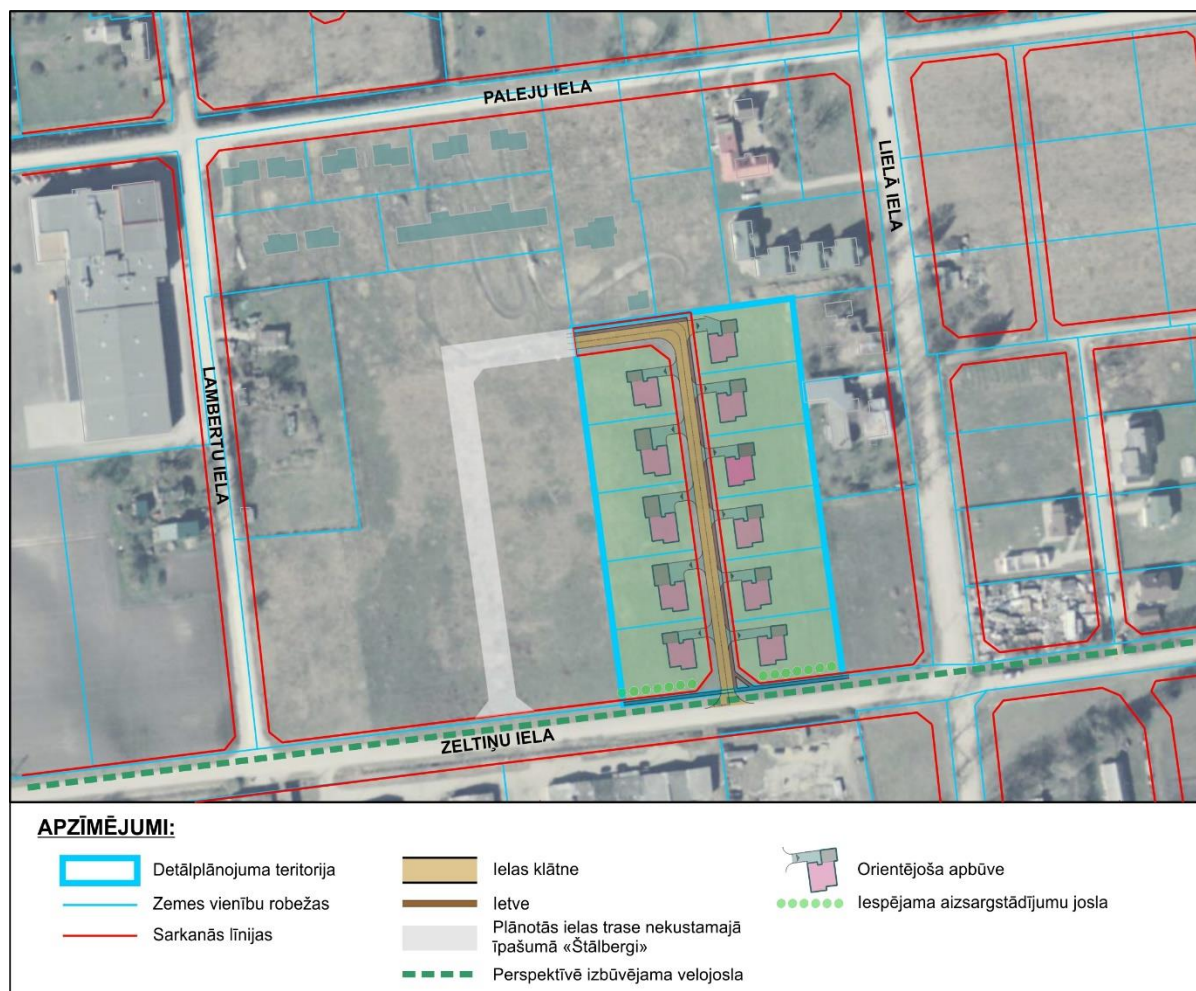 PALEJU IELA
LIELĀ IELA
LAMBERTU IELA
ZELTIŅU IELA
APZĪMĒJUMI:
Detālplānojuma teritorija
Zemes vienību robežas
Sarkanās līnijas
Ielas klātne
Ietve
Plānotās ielas trase nekustamajā
īpašumā «Štālbergi»
Perspektīvē izbūvējama velojosla
Orientējoša apbūve
Iespējama aizsargstādījumu josla